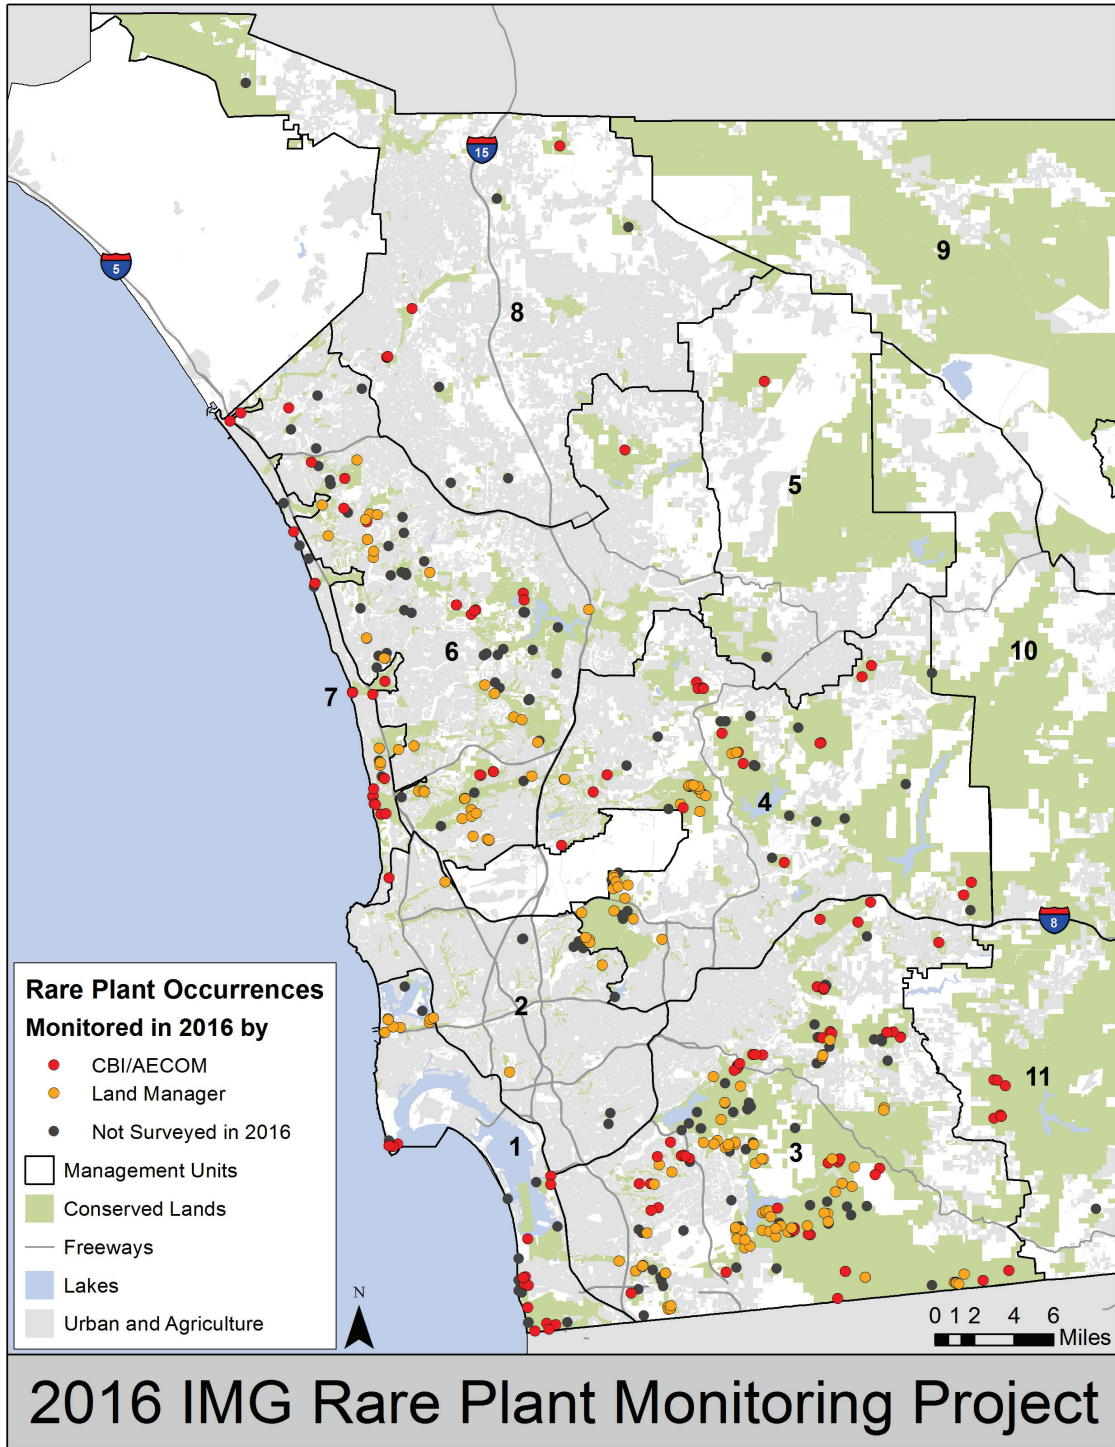 15
5
9
8
5
10
6
7
4
8
2
11
3
1
Rare Plant Occurrences
Monitored in 2016 by
CBI/AECOM
Land Manager
Not Surveyed in 2016
Management Units
Conserved Lands
Freeways
Lakes
Urban and Agriculture
N
0 1 2 4 6
Miles
2016 IMG Rare Plant Monitoring Project